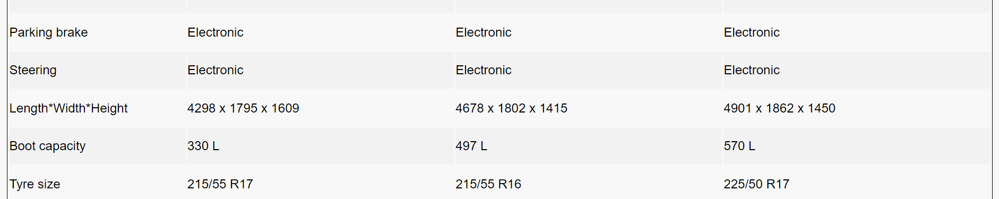 Parking brake Electronic Electronic Electronic
Steering Electronic Electronic Electronic
Length*Width*Height 4298 x 1795 x 1609 4678 x 1802 x 1415 4901 x 1862 x 1450
Boot capacity 330 L 497 L 570 L
Tyre size 215/55 R17 215/55 R16 225/50 R17